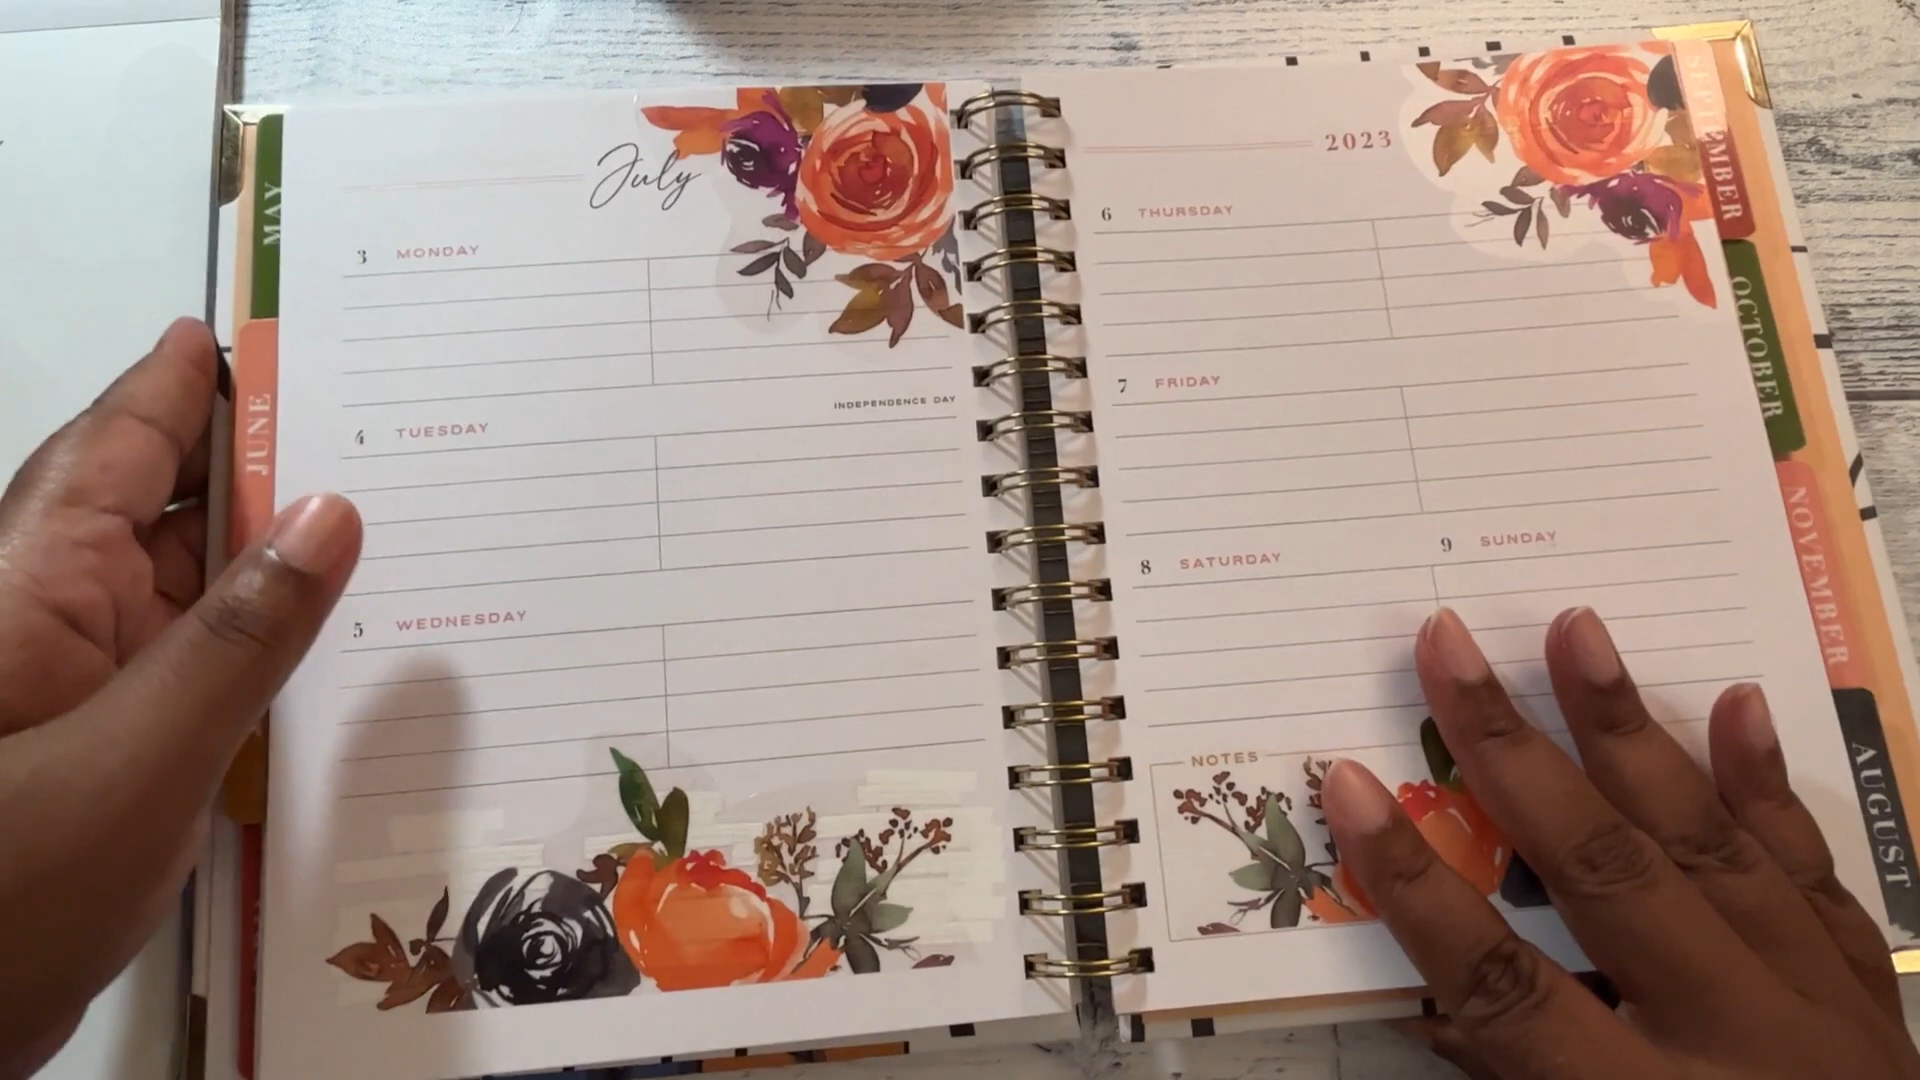 July
3 MONDAY
INDEPENDENCE DAY
4 TUESDAY
5 WEDNESDAY
2023
6 THURSDAY
7 FRIDAY
8 SATURDAY 9 SUNDAY
NOTES
MAY
JUNE
SEPTEMBER
OCTOBER
NOVEMBER
AUGUST